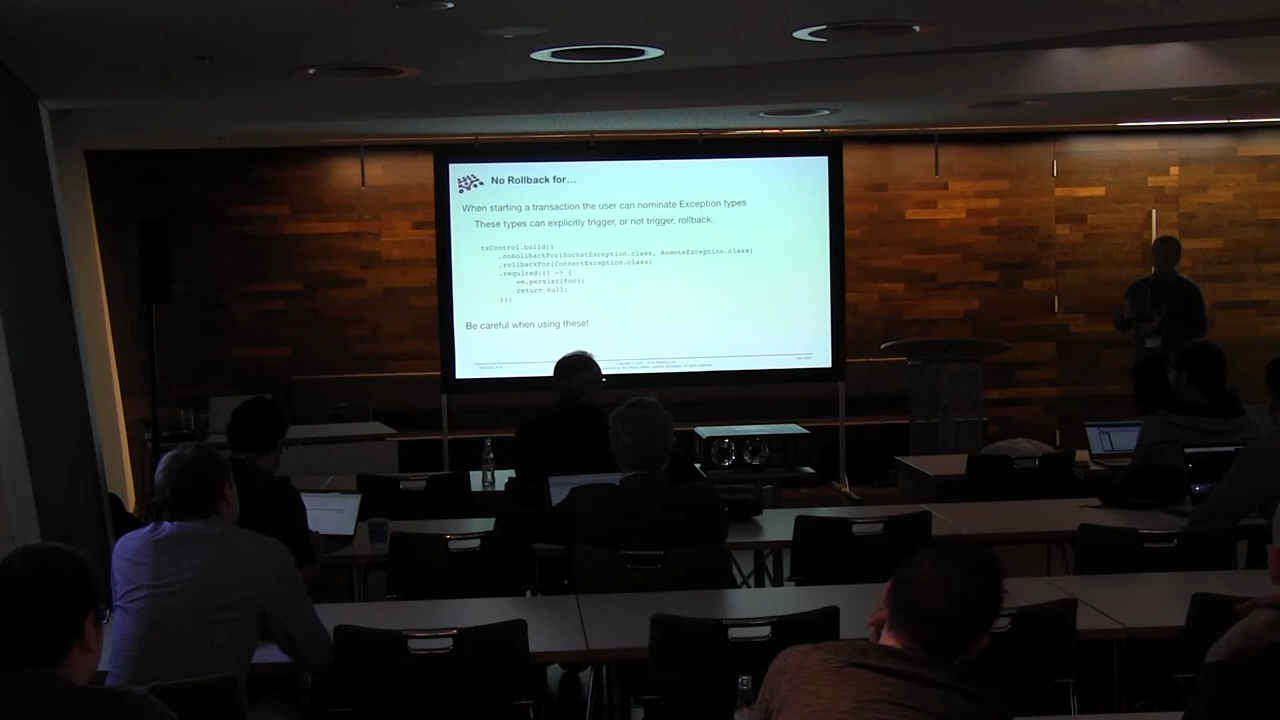 No Rollback for…
When starting a transaction the user can nominate Exception types
These types can explicitly trigger, or not trigger, rollback.
txControl.build()
.noRollbackFor(SocketException.class, RemoteException.class)
.rollbackFor(ConnectException.class)
.required(() -> {
em.persist(foo);
return null;
});
Be careful when using these!